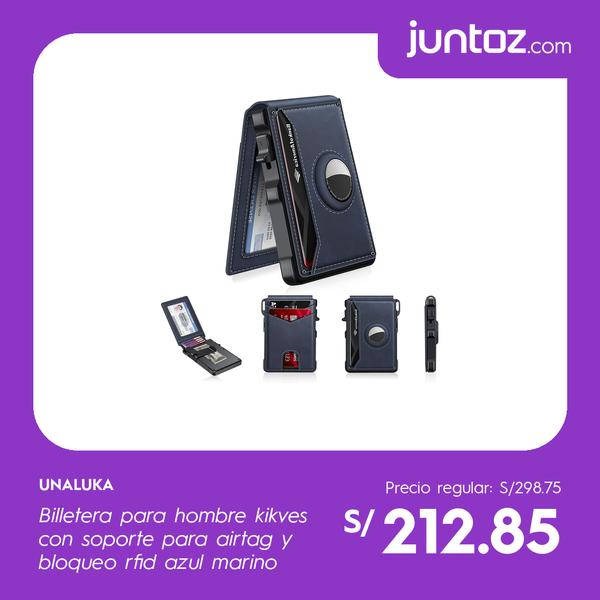 juntoz.com
UNALUKA
Billetera para hombre kikves
con soporte para airtag y
bloqueo rfid azul marino
Precio regular: S/298.75
S/ 212.85